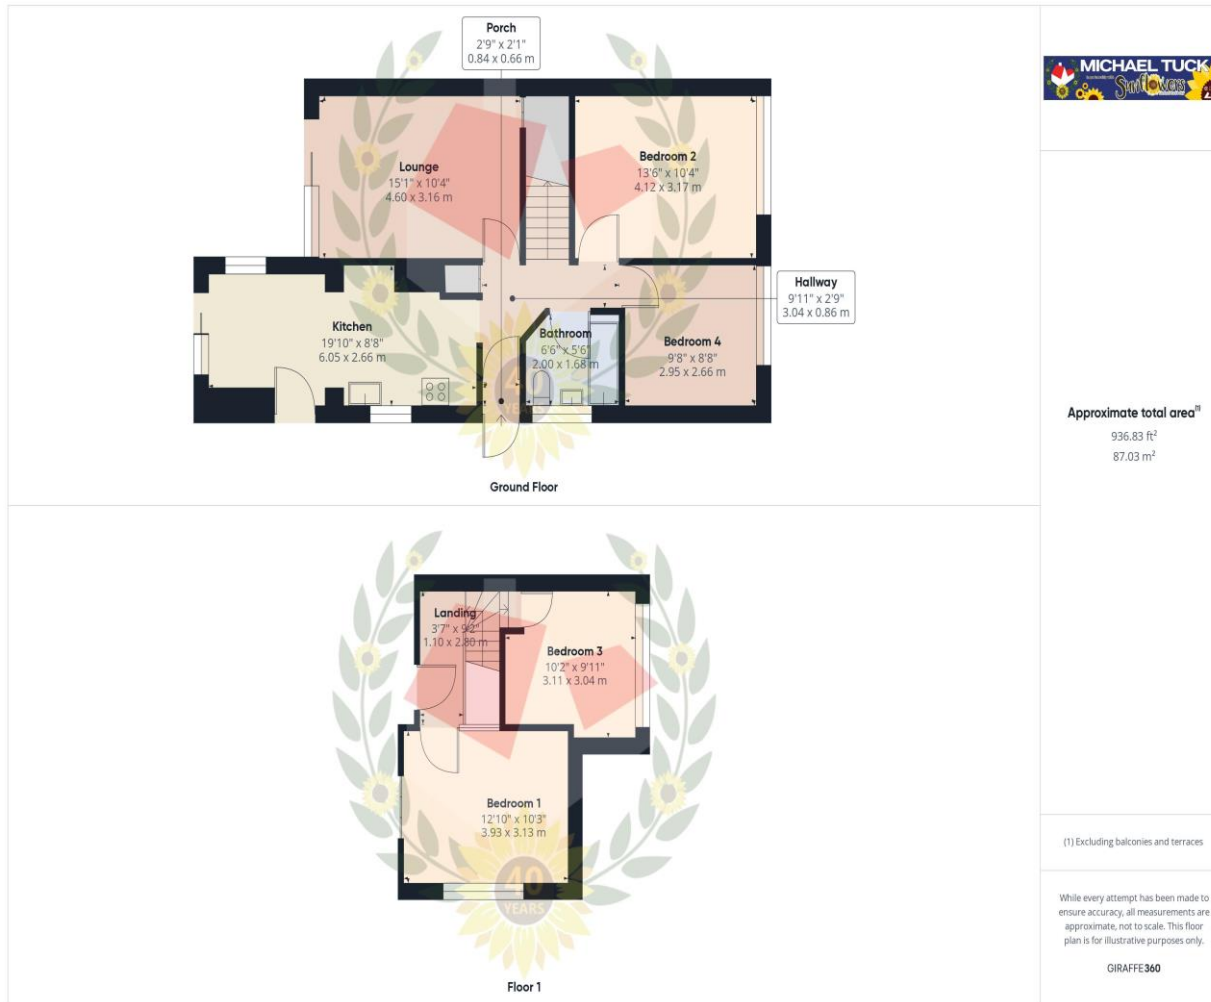 Porch
2'9" x 2'1"
0.84 x 0.66 m
Lounge
15'1" x 10'4"
4.60 x 3.16 m
Bedroom 2
13'6" x 10'4"
4.12 x 3.17 m
Hallway
9'11" x 2'9"
3.04 x 0.86 m
Kitchen
19'10" x 8'8"
6.05 x 2.66 m
Bathroom
6'6" x 5'6"
2.00 x 1.68 m
Bedroom 4
9'8" x 8'8"
2.95 x 2.66 m
40
YEARS
Ground Floor
Landing
3'7" x 9'2"
1.10 x 2.80 m
Bedroom 3
10'2" x 9'11"
3.11 x 3.04 m
Bedroom 1
12'10" x 10'3"
3.93 x 3.13 m
40
YEARS
Floor 1
MICHAEL TUCK
Sunflowers
Approximate total area⁽¹⁾
936.83 ft²
87.03 m²
(1) Excluding balconies and terraces
While every attempt has been made to
ensure accuracy, all measurements are
approximate, not to scale. This floor
plan is for illustrative purposes only.
GIRAFFE360